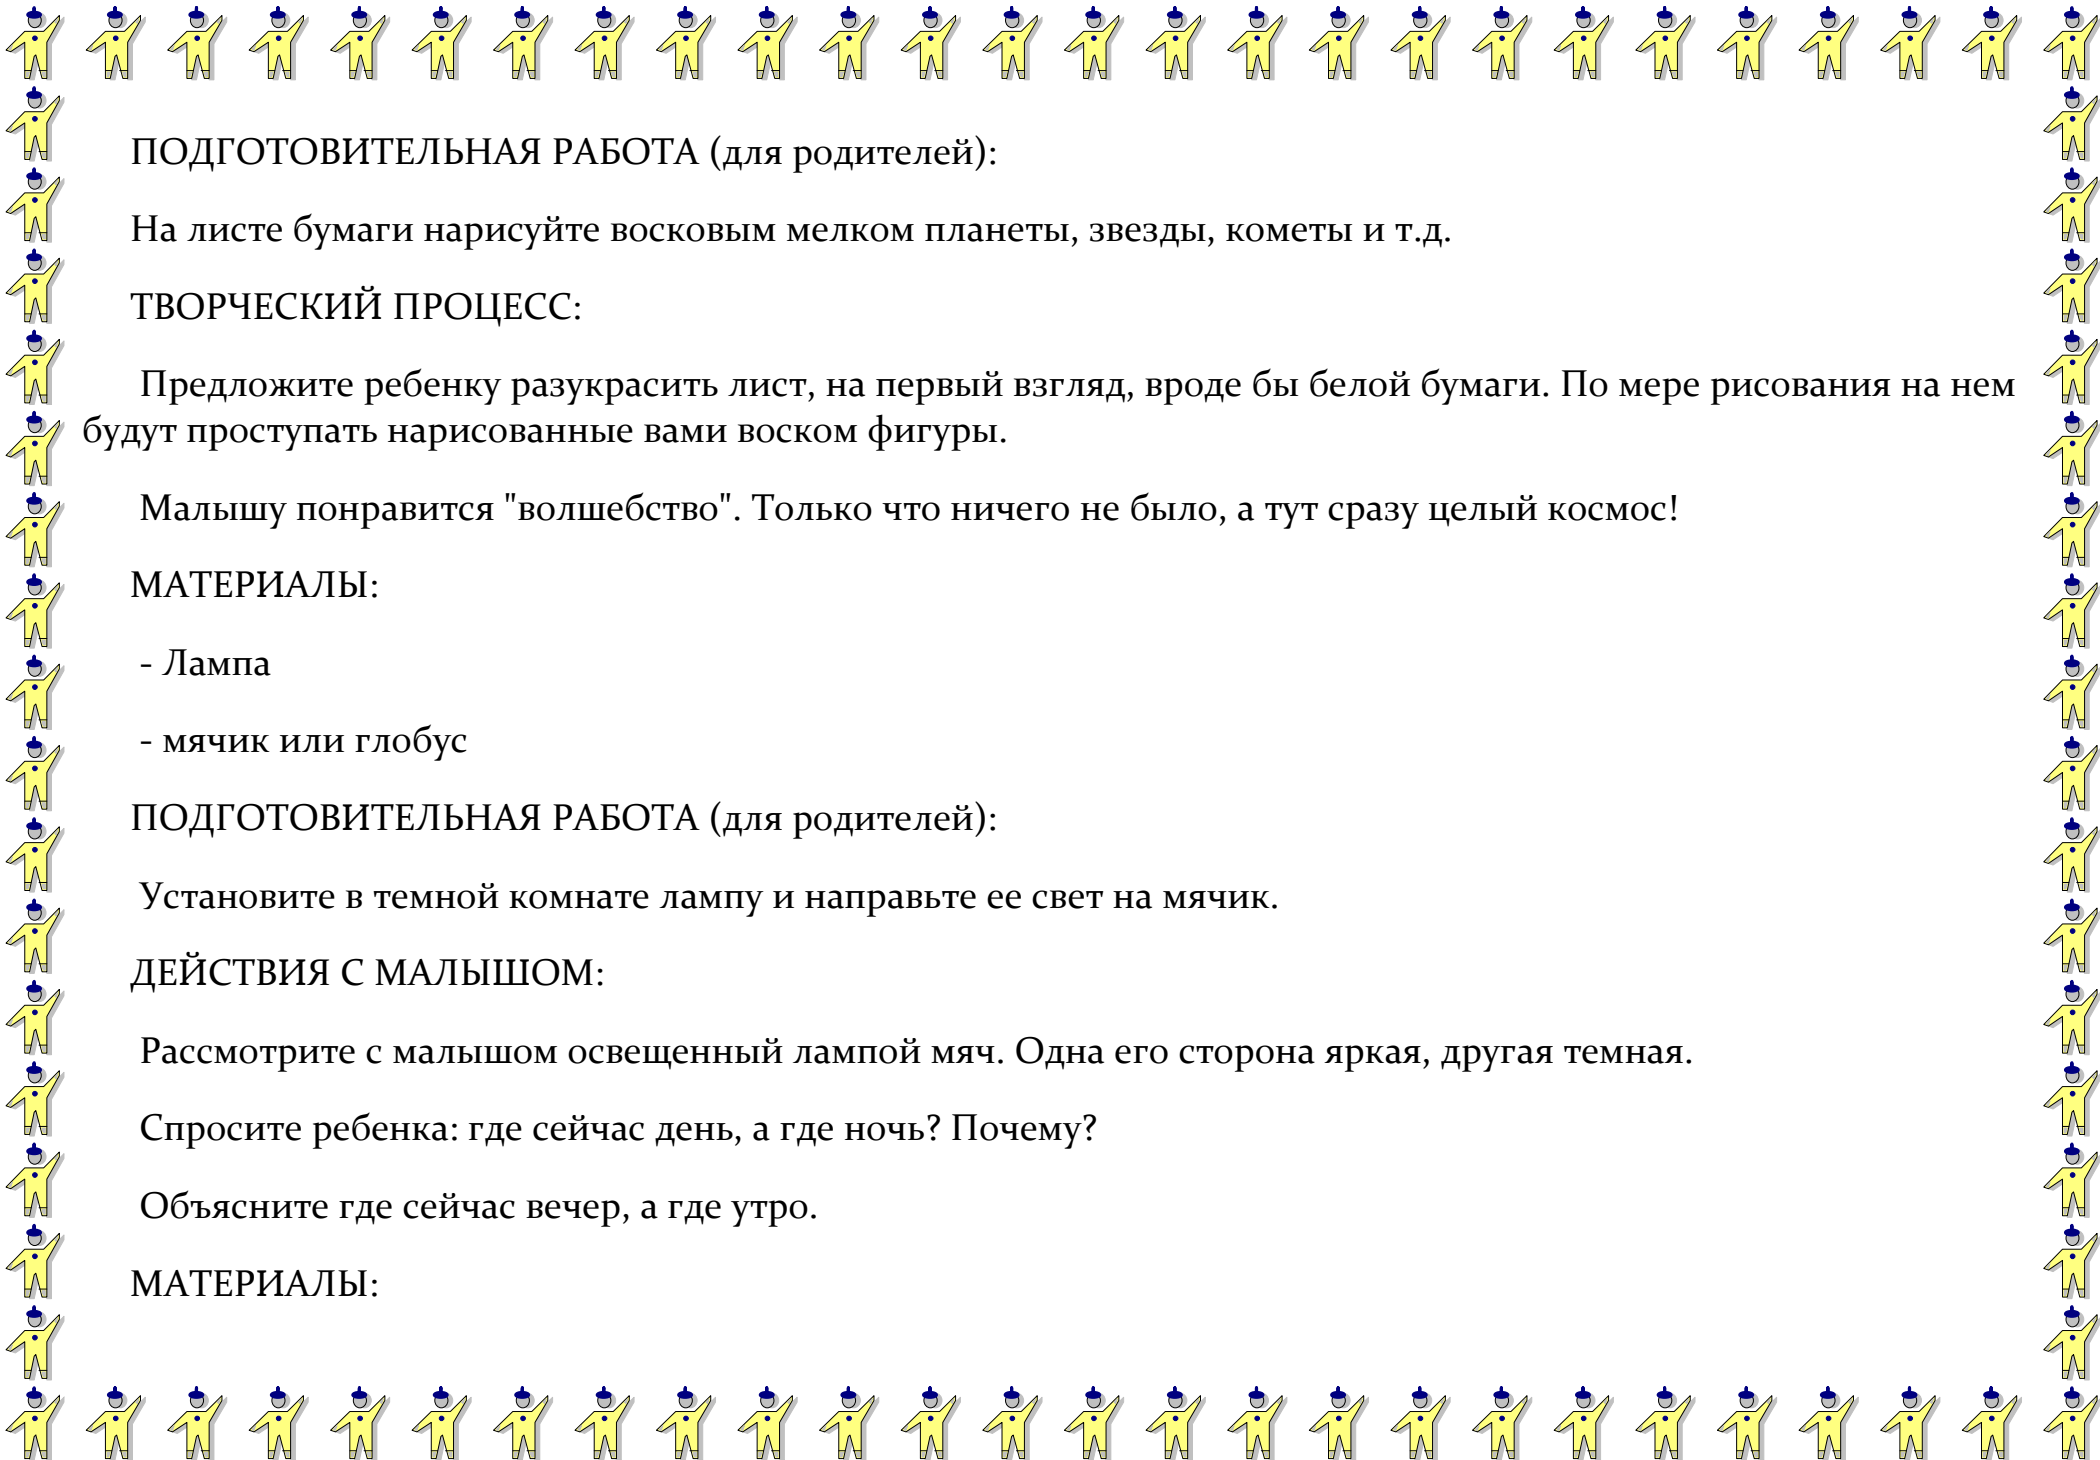 ПОДГОТОВИТЕЛЬНАЯ РАБОТА (для родителей):
На листе бумаги нарисуйте восковым мелком планеты, звезды, кометы и т.д.
ТВОРЧЕСКИЙ ПРОЦЕСС:
Предложите ребенку разукрасить лист, на первый взгляд, вроде бы белой бумаги. По мере рисования на нем
будут проступать нарисованные вами воском фигуры.
Малышу понравится "волшебство". Только что ничего не было, а тут сразу целый космос!
МАТЕРИАЛЫ:
- Лампа
- мячик или глобус
ПОДГОТОВИТЕЛЬНАЯ РАБОТА (для родителей):
Установите в темной комнате лампу и направьте ее свет на мячик.
ДЕЙСТВИЯ С МАЛЫШОМ:
Рассмотрите с малышом освещенный лампой мяч. Одна его сторона яркая, другая темная.
Спросите ребенка: где сейчас день, а где ночь? Почему?
Объясните где сейчас вечер, а где утро.
МАТЕРИАЛЫ: